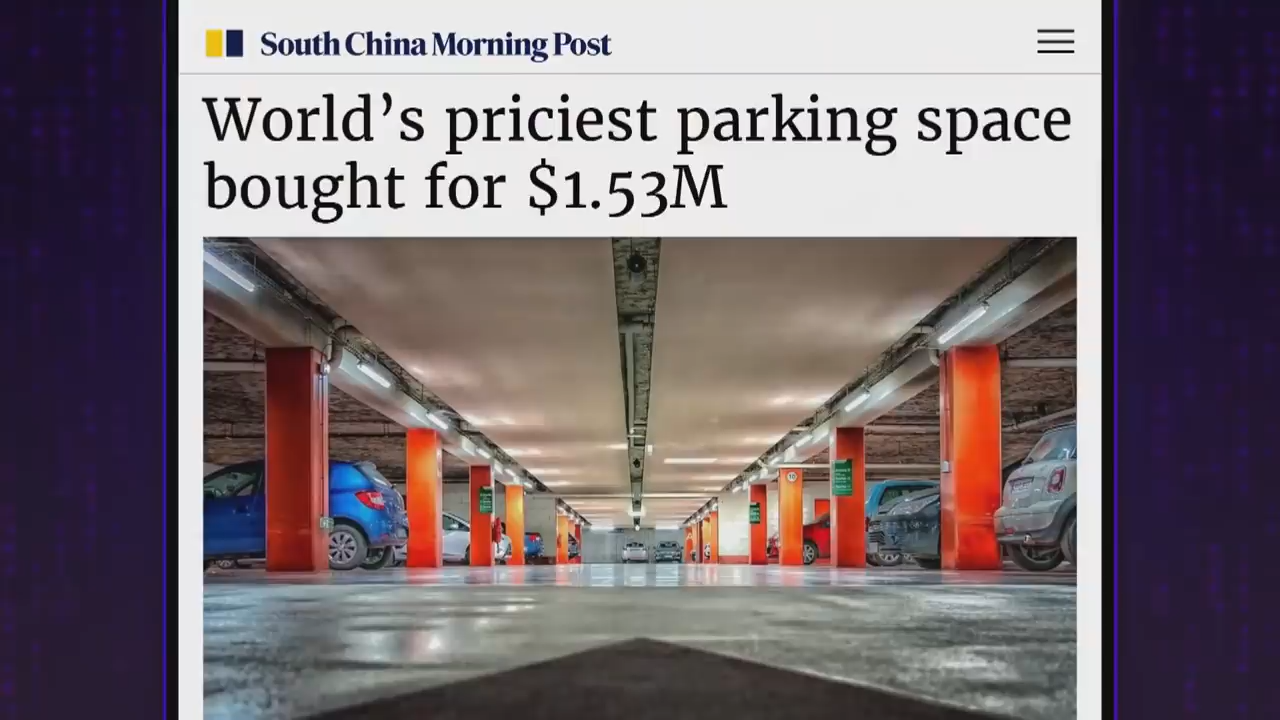 South China Morning Post
World’s priciest parking space
bought for $1.53M